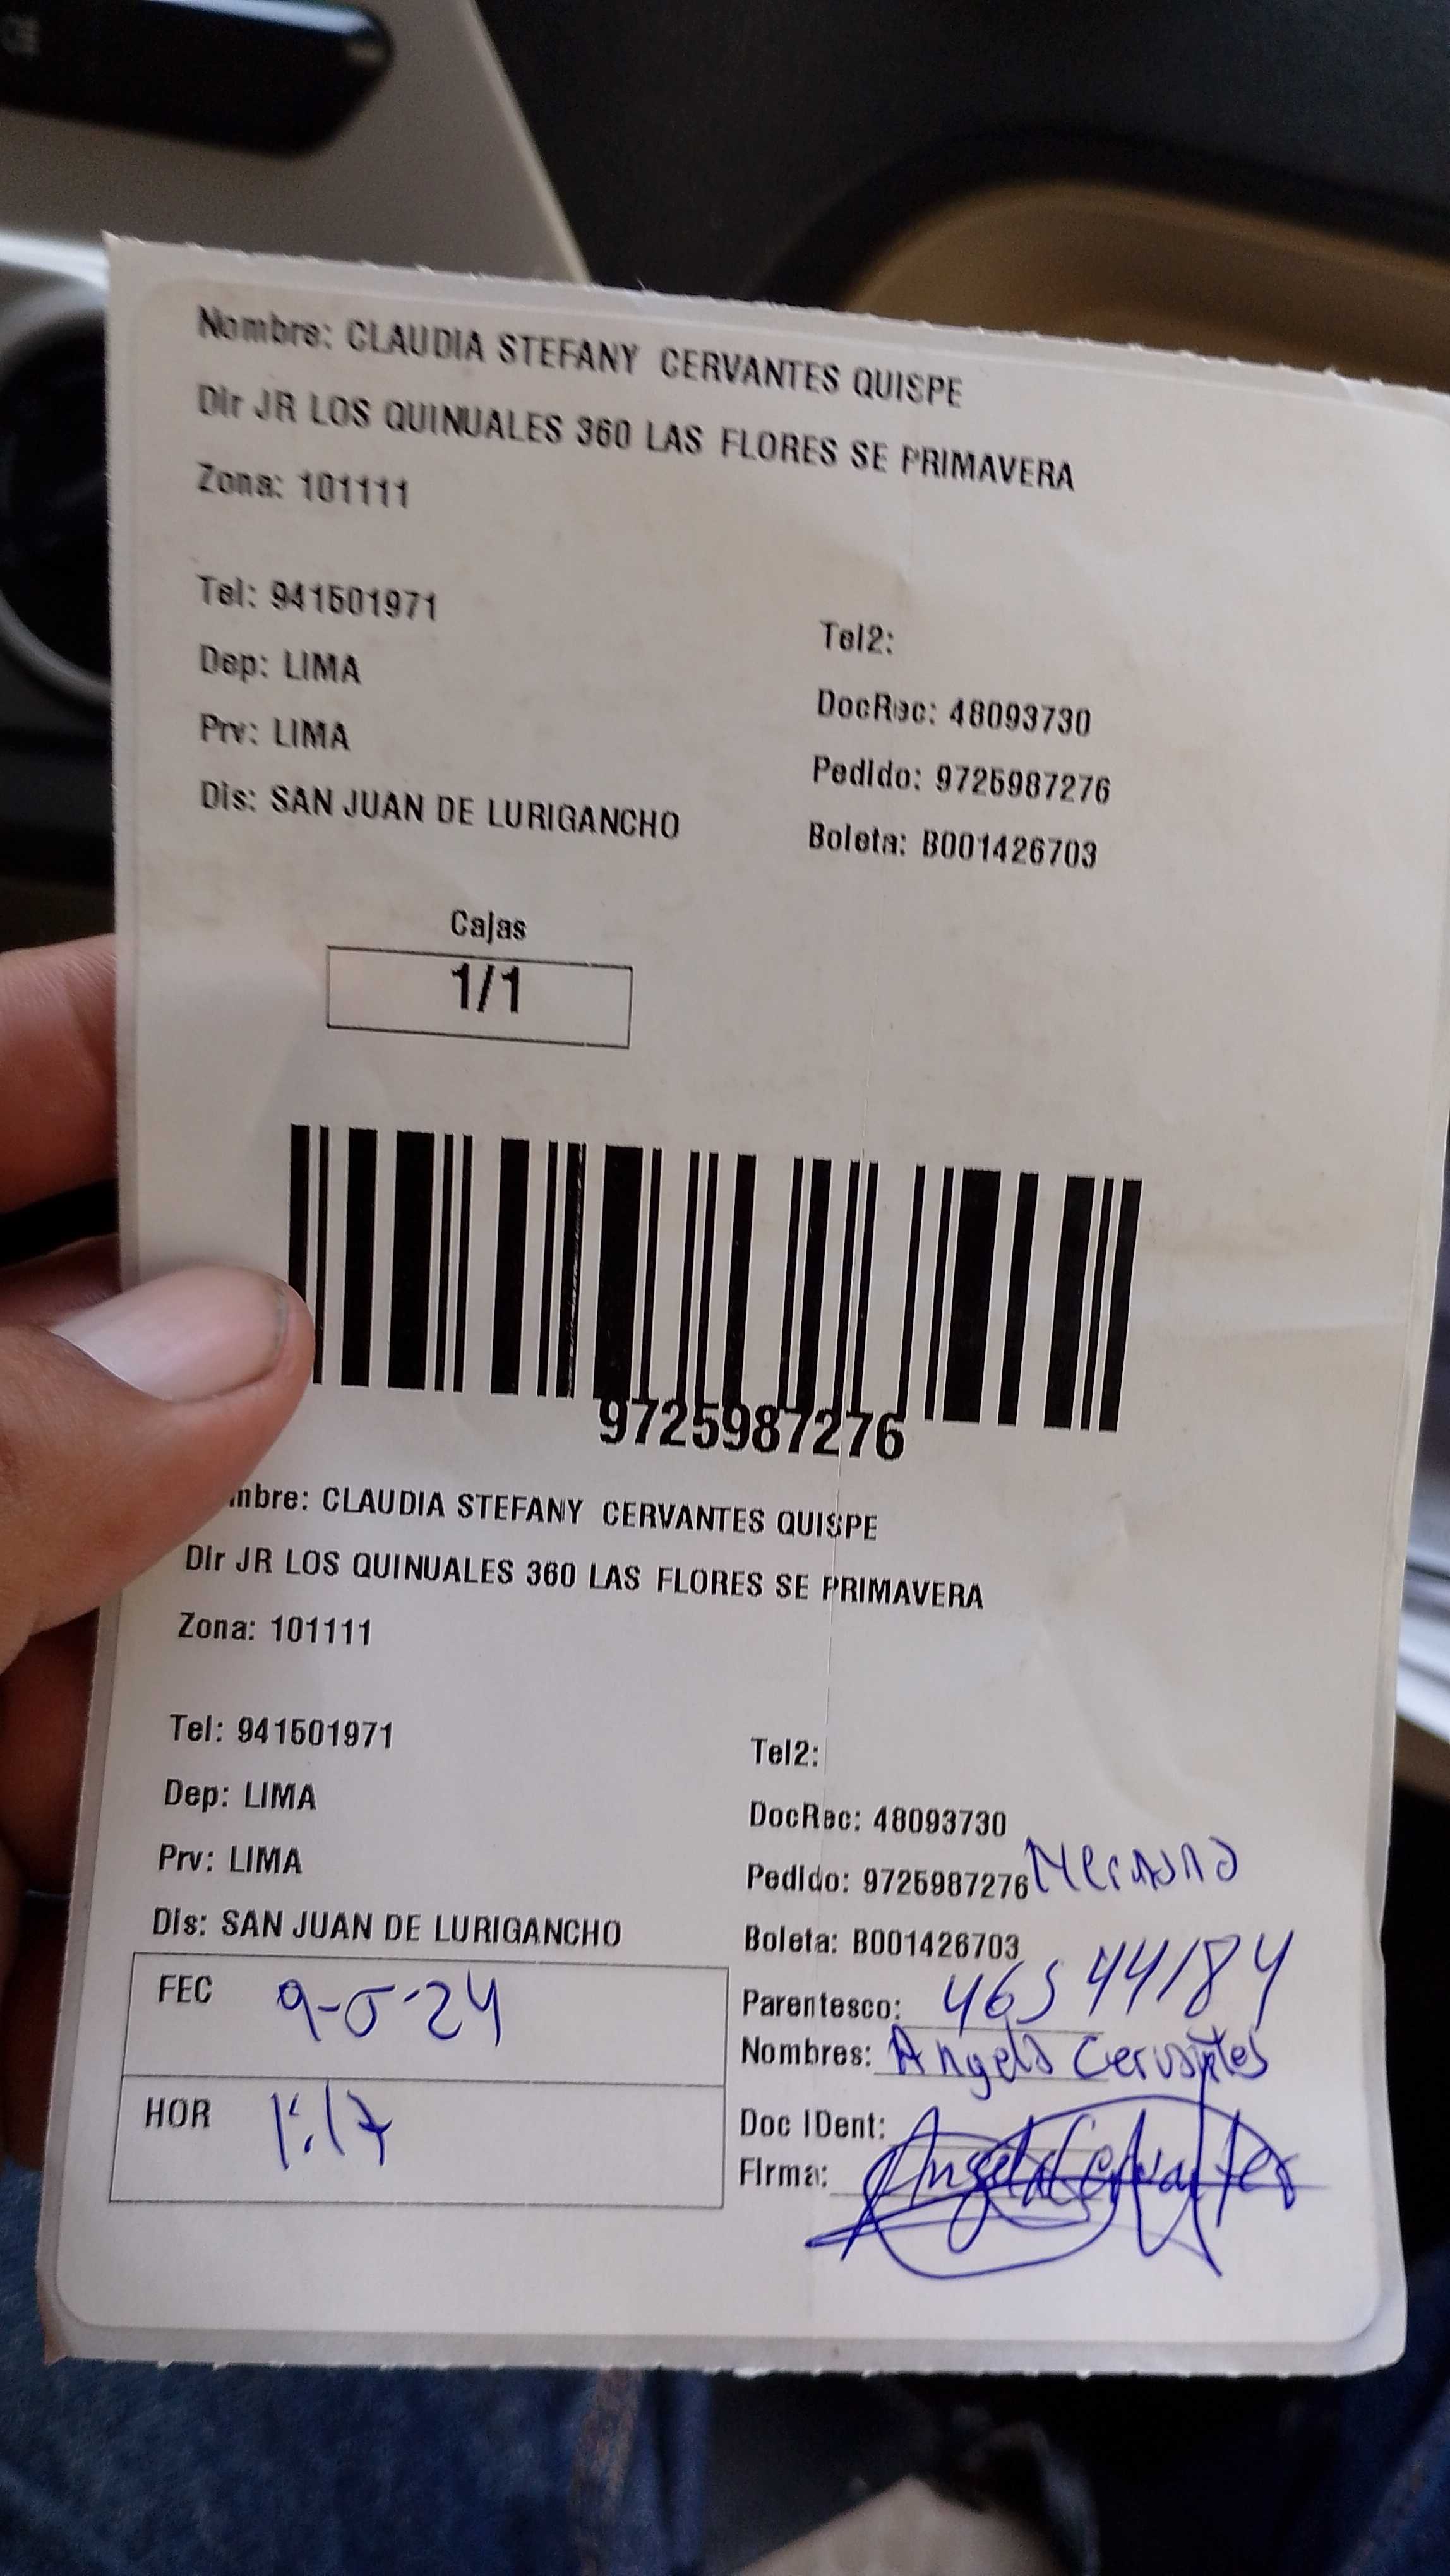 Nombre: CLAUDIA STEFANY CERVANTES QUISPE
Dir JR LOS QUINUALES 360 LAS FLORES SE PRIMAVERA
Zona: 101111
Tel: 941501971
Tel2:
Dep: LIMA
DocRec: 48093730
Prv: LIMA
Pedido: 9725987276
Dis: SAN JUAN DE LURIGANCHO
Boleta: B001426703
Cajas
1/1
9725987276
mbre: CLAUDIA STEFANY CERVANTES QUISPE
Dir JR LOS QUINUALES 360 LAS FLORES SE PRIMAVERA
Zona: 101111
Tel: 941501971
Tel2:
Dep: LIMA
DocRec: 48093730
Prv: LIMA
Pedido: 9725987276
Dis: SAN JUAN DE LURIGANCHO
Boleta: B001426703
FEC 9-5-24
Parentesco: 46544184
Nombres: Angela Cervantes
HOR 1:17
Doc IDent:
Firma: Angela Cervantes